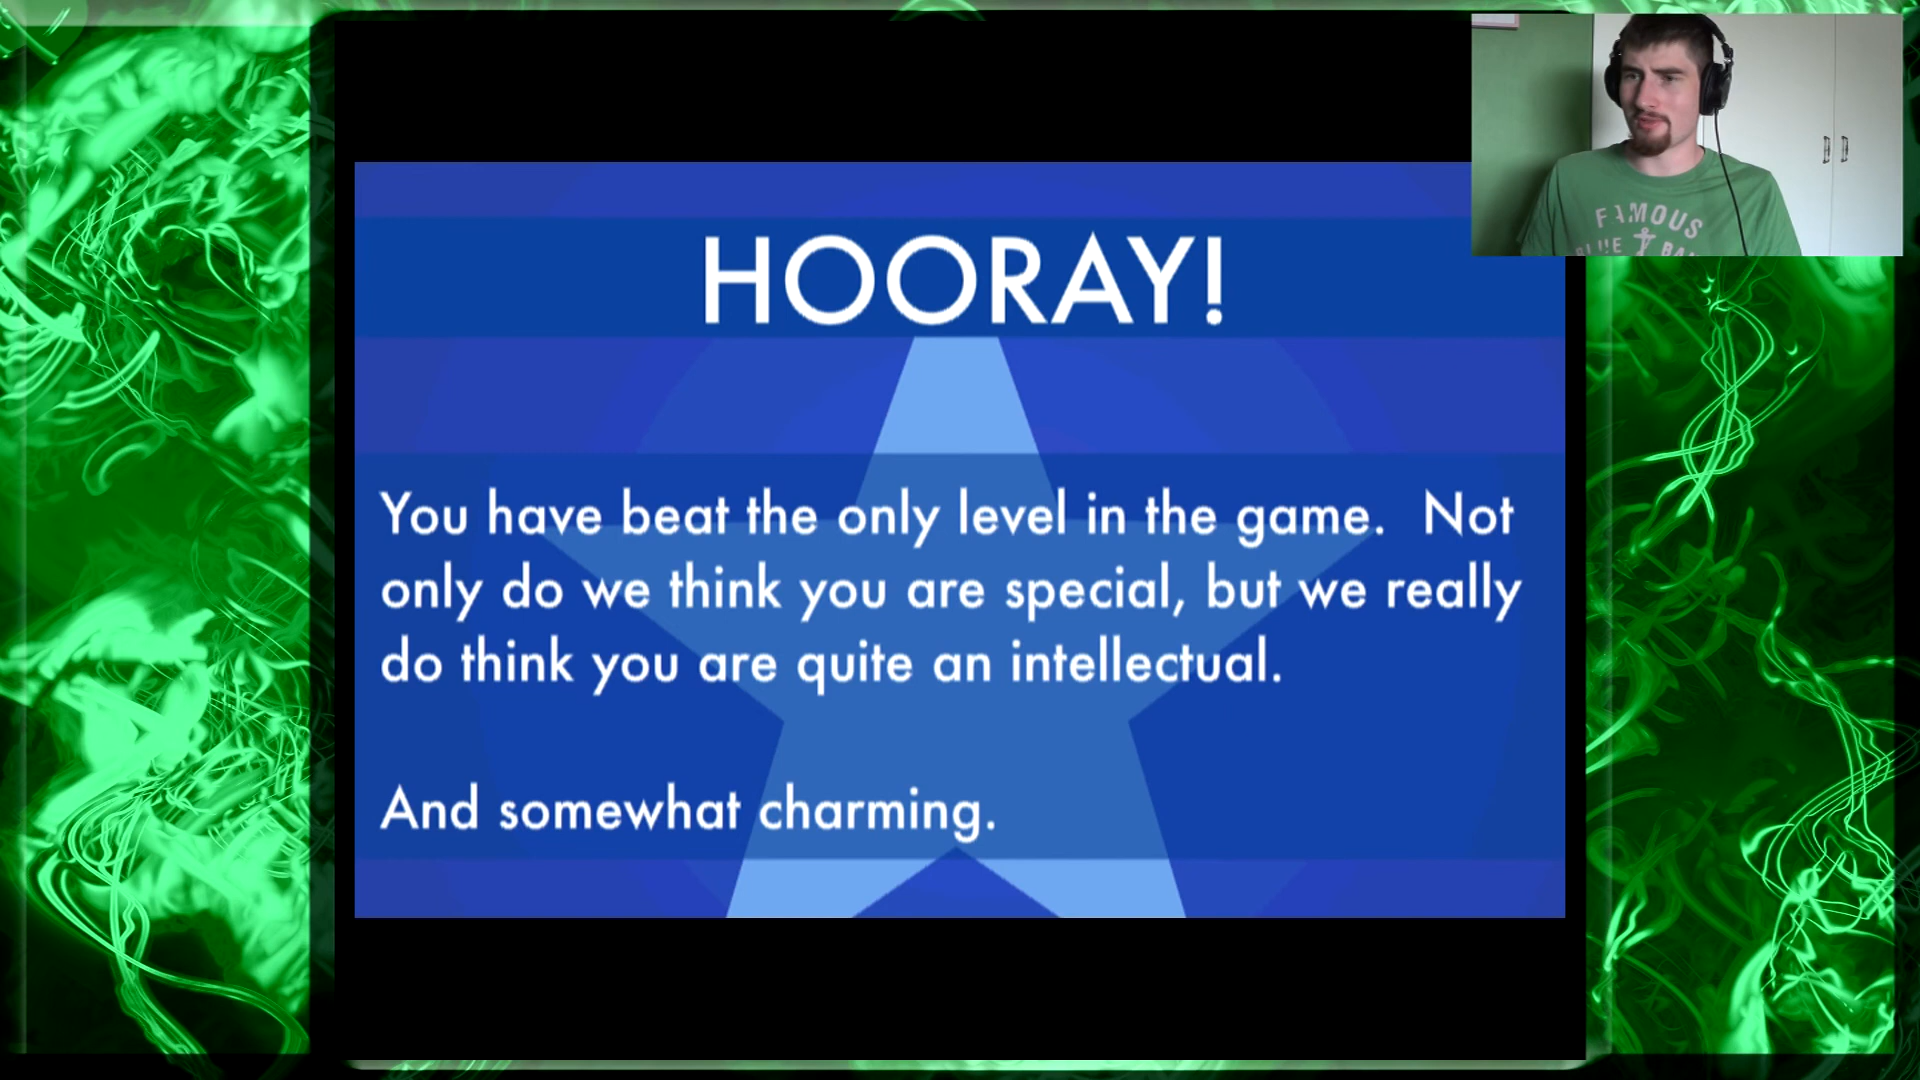 HOORAY!
You have beat the only level in the game. Not
only do we think you are special, but we really
do think you are quite an intellectual.
And somewhat charming.
FAMOUS